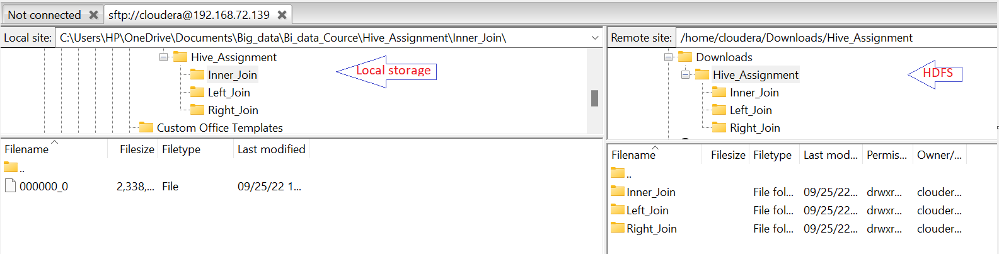 Not connected
sftp://cloudera@192.168.72.139
Local site: C:\Users\HP\OneDrive\Documents\Big_data\Bi_data_Cource\Hive_Assignment\Inner_Join\
Hive_Assignment
Inner_Join
Left_Join
Right_Join
Custom Office Templates
Local storage
Filename Filesize Filetype Last modified
..
000000_0 2,338,... File 09/25/22 1...
Remote site: /home/cloudera/Downloads/Hive_Assignment
Downloads
Hive_Assignment
Inner_Join
Left_Join
Right_Join
HDFS
Filename Filesize Filetype Last mod... Permis... Owner/...
..
Inner_Join File fol... 09/25/22... drwxr... clouder...
Left_Join File fol... 09/25/22... drwxr... clouder...
Right_Join File fol... 09/25/22... drwxr... clouder...